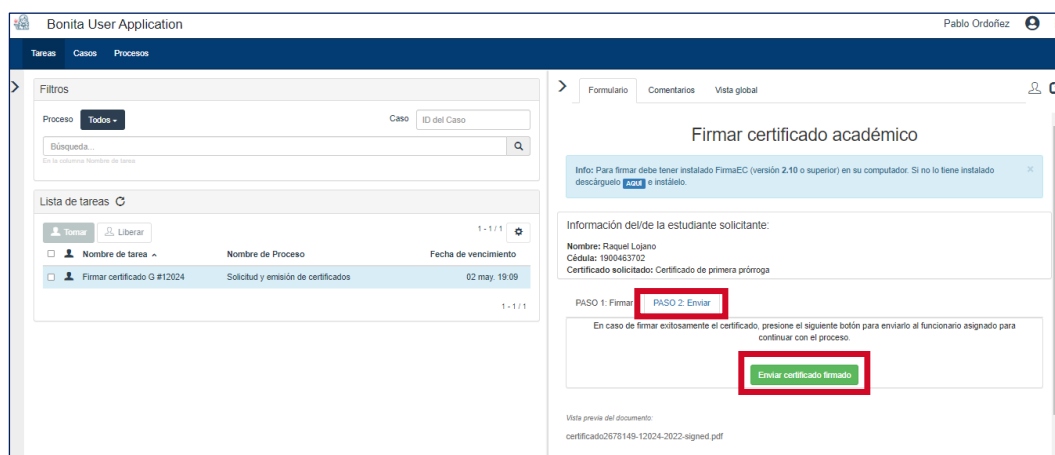 Bonita User Application
Pablo Ordoñez
Tareas Casos Procesos
Filtros
Proceso Todos
Caso ID del Caso
Búsqueda...
En la columna Nombre de tarea
Lista de tareas
Tomar Liberar
1 - 1 / 1
Nombre de tarea Nombre de Proceso Fecha de vencimiento
Firmar certificado G #12024 Solicitud y emisión de certificados 02 may. 19:09
1 - 1 / 1
Formulario Comentarios Vista global
Firmar certificado académico
Info: Para firmar debe tener instalado FirmaEC (versión 2.10 o superior) en su computador. Si no lo tiene instalado
descárguelo AQUÍ e instálelo.
Información del/de la estudiante solicitante:
Nombre: Raquel Lojano
Cédula: 1900463702
Certificado solicitado: Certificado de primera prórroga
PASO 1: Firmar PASO 2: Enviar
En caso de firmar exitosamente el certificado, presione el siguiente botón para enviarlo al funcionario asignado para
continuar con el proceso.
Enviar certificado firmado
Vista previa del documento:
certificado2678149-12024-2022-signed.pdf